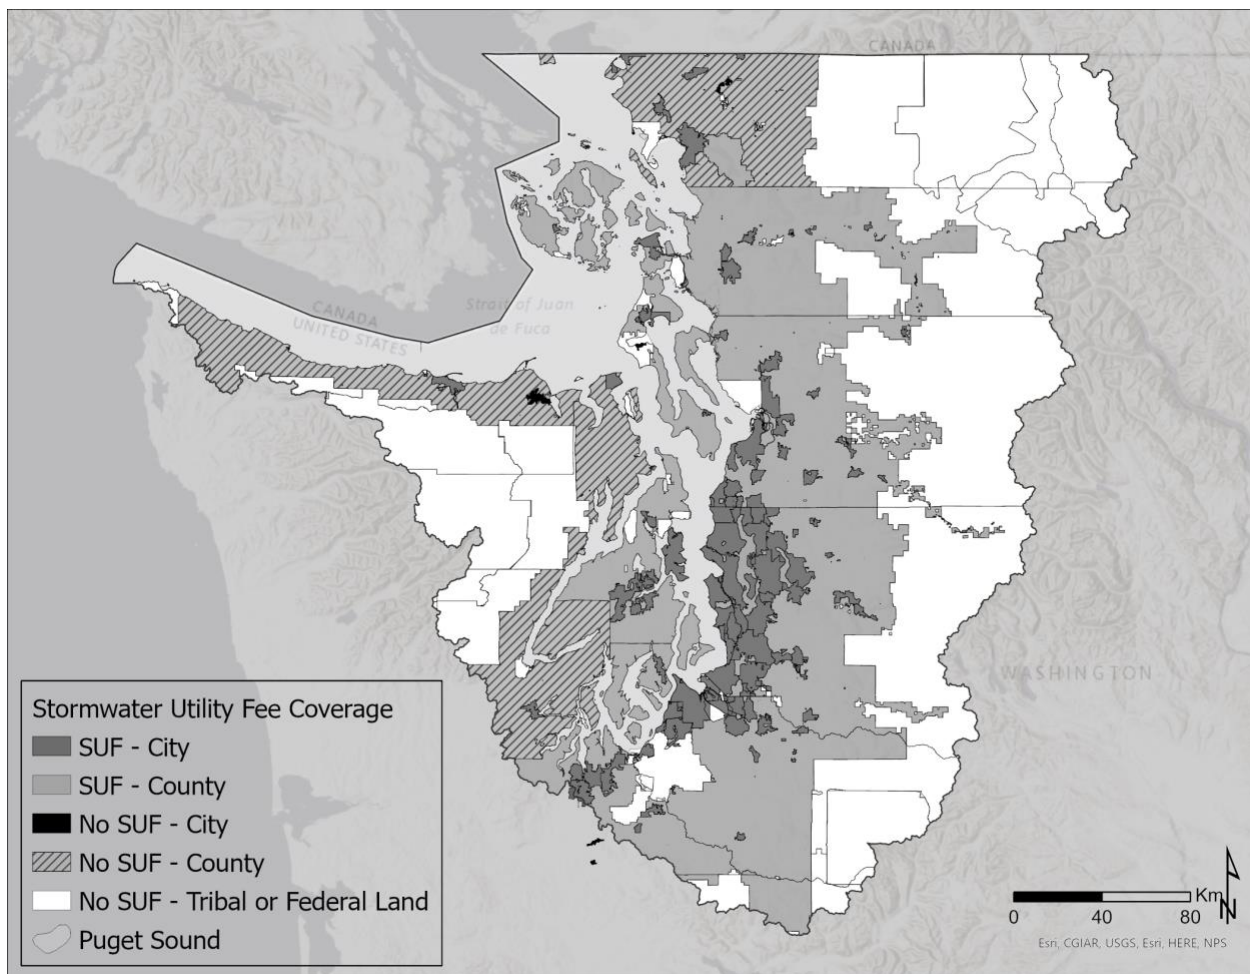 CANADA
CANADA
UNITED STATES
Strait of Juan
de Fuca
WASHINGTON
Stormwater Utility Fee Coverage
SUF - City
SUF - County
No SUF - City
No SUF - County
No SUF - Tribal or Federal Land
Puget Sound
Km
0 40 80
N
Esri, CGIAR, USGS, Esri, HERE, NPS